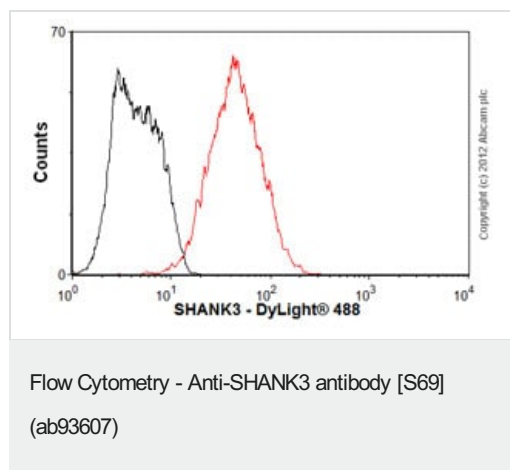 70
Counts
0
10^0
10^1
10^2
10^3
10^4
SHANK3 - DyLight® 488
Copyright (c) 2012 Abcam plc
Flow Cytometry - Anti-SHANK3 antibody [S69]
(ab93607)